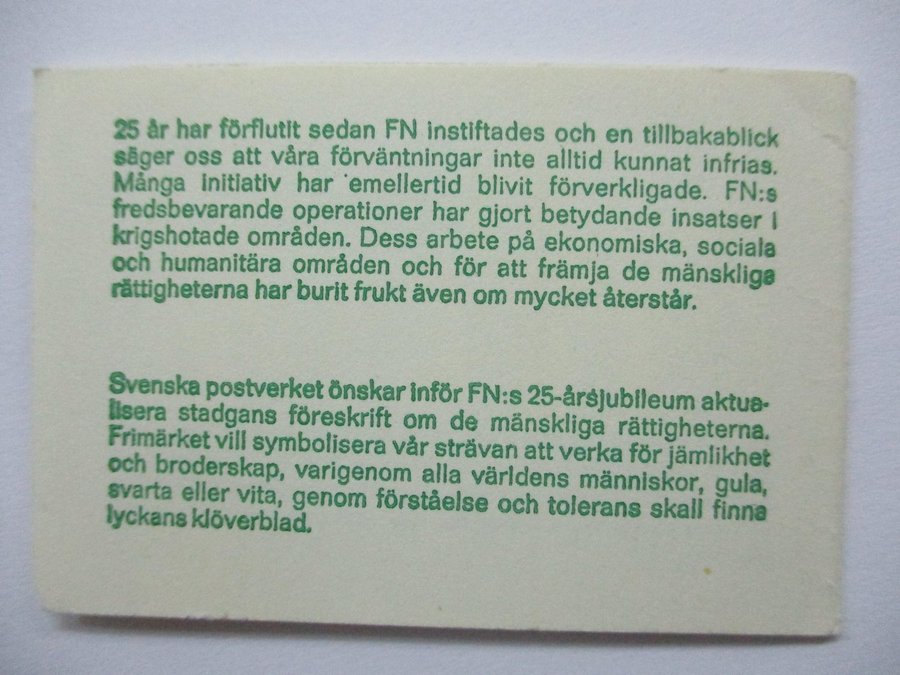 25 år har förflutit sedan FN instiftades och en tillbakablick
säger oss att våra förväntningar inte alltid kunnat infrias.
Många initiativ har emellertid blivit förverkligade. FN:s
fredsbevarande operationer har gjort betydande insatser i
krigshotade områden. Dess arbete på ekonomiska, sociala
och humanitära områden och för att främja de mänskliga
rättigheterna har burit frukt även om mycket återstår.
Svenska postverket önskar inför FN:s 25-årsjubileum aktua-
lisera stadgans föreskrift om de mänskliga rättigheterna.
Frimärket vill symbolisera vår strävan att verka för jämlikhet
och broderskap, varigenom alla världens människor, gula,
svarta eller vita, genom förståelse och tolerans skall finna
lyckans klöverblad.